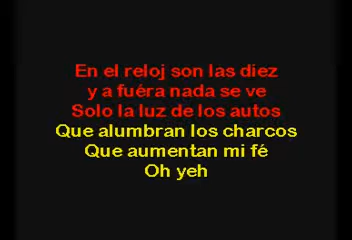 En el reloj son las diez
y a fuéra nada se ve
Solo la luz de los autos
Que alumbran los charcos
Que aumentan mi fé
Oh yeh